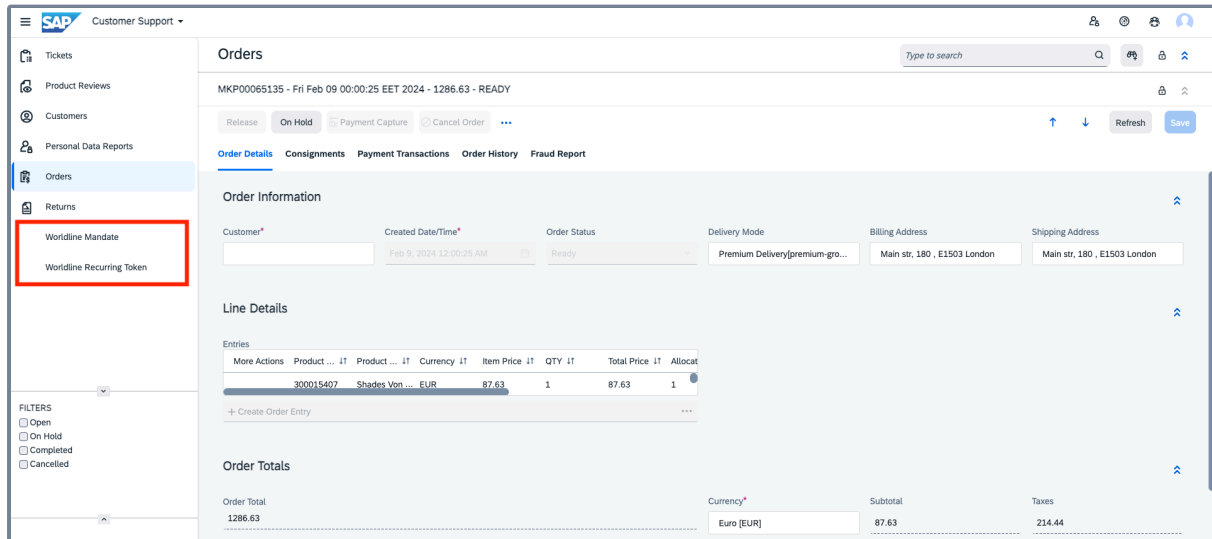 SAP Customer Support
Tickets
Product Reviews
Customers
Personal Data Reports
Orders
Returns
Worldline Mandate
Worldline Recurring Token
FILTERS
Open
On Hold
Completed
Cancelled
Orders
Type to search
MKP00065135 - Fri Feb 09 00:00:25 EET 2024 - 1286.63 - READY
Release On Hold Payment Capture Cancel Order ••• Refresh Save
Order Details Consignments Payment Transactions Order History Fraud Report
Order Information
Customer* Created Date/Time* Order Status Delivery Mode Billing Address Shipping Address
Feb 9, 2024 12:00:25 AM Ready Premium Delivery[premium-gro... Main str, 180 , E1503 London Main str, 180 , E1503 London
Line Details
Entries
More Actions Product ... Product ... Currency Item Price QTY Total Price Allocat
300015407 Shades Von ... EUR 87.63 1 87.63 1
+ Create Order Entry •••
Order Totals
Order Total Currency* Subtotal Taxes
1286.63 Euro [EUR] 87.63 214.44